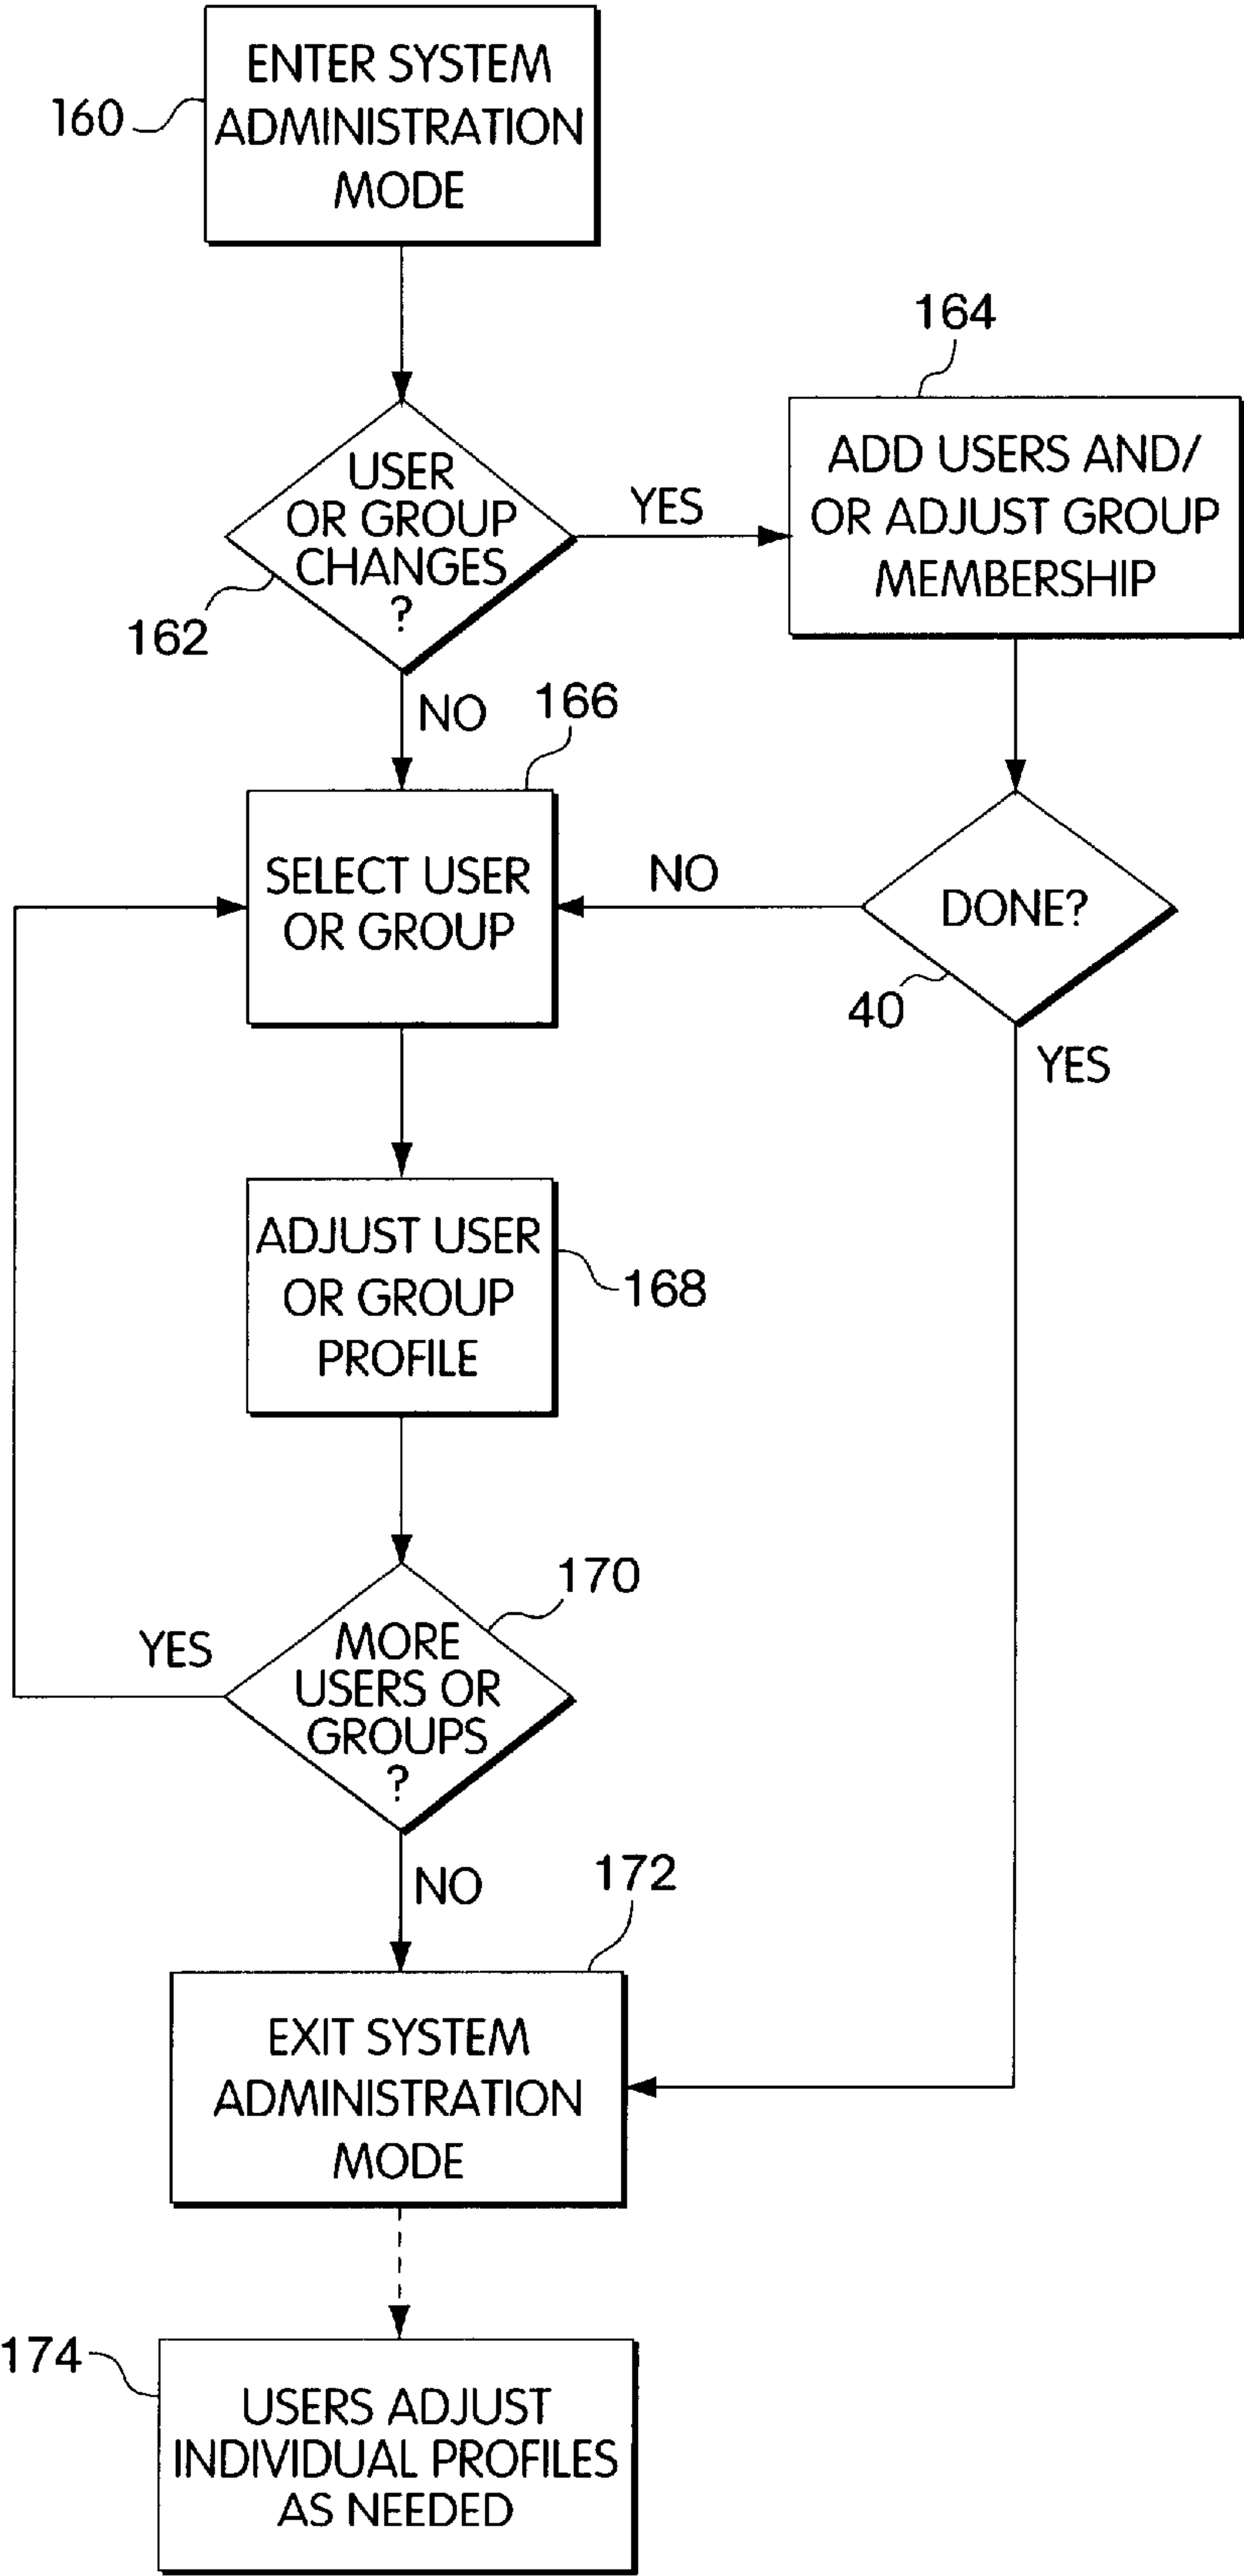 ENTER SYSTEM
ADMINISTRATION
MODE
160
164
USER
OR GROUP
CHANGES
?
162
YES
ADD USERS AND/
OR ADJUST GROUP
MEMBERSHIP
NO
166
SELECT USER
OR GROUP
NO
DONE?
40
YES
ADJUST USER
OR GROUP
PROFILE
168
170
YES
MORE
USERS OR
GROUPS
?
NO
172
EXIT SYSTEM
ADMINISTRATION
MODE
174
USERS ADJUST
INDIVIDUAL PROFILES
AS NEEDED